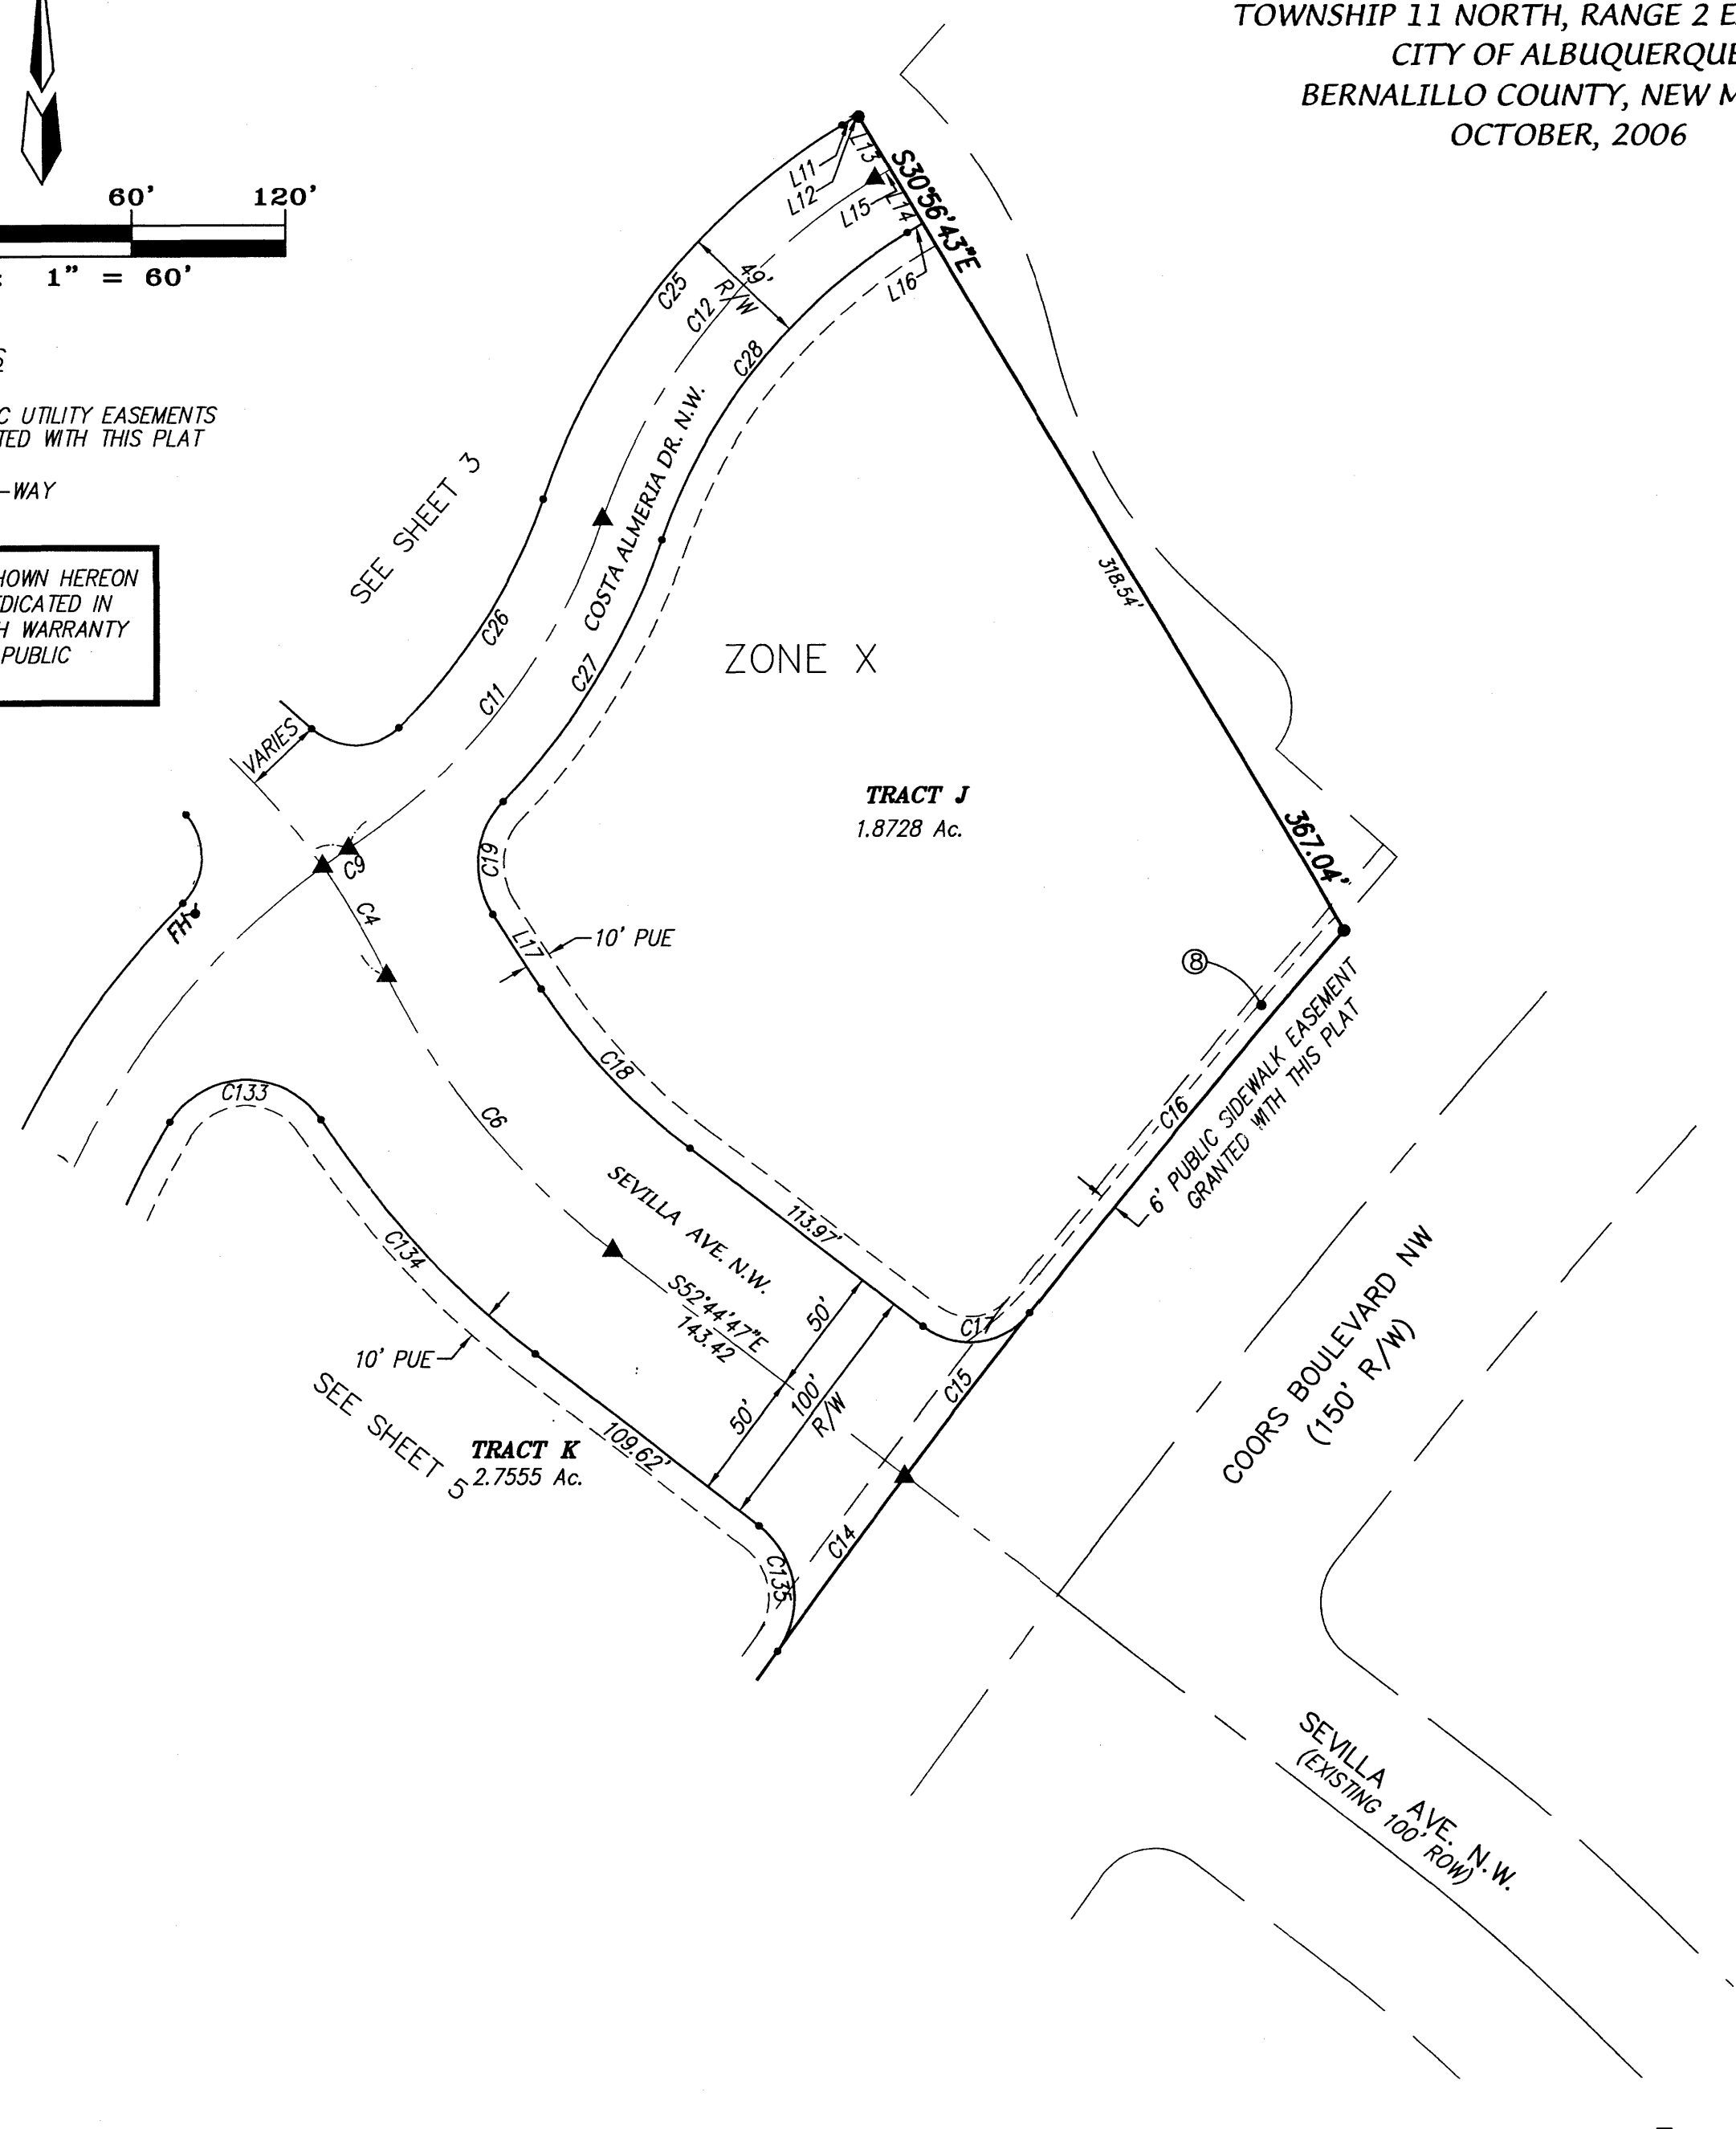 TOWNSHIP 11 NORTH, RANGE 2 E
CITY OF ALBUQUERQUE
BERNALILLO COUNTY, NEW M
OCTOBER, 2006
60'
120'
: 1" = 60'
C UTILITY EASEMENTS
TED WITH THIS PLAT
-WAY
HOWN HEREON
DICATED IN
H WARRANTY
PUBLIC
L11
L12
L13
L15
L14
S30°56'43"E
L16
49'
R/W
C25
C12
C28
COSTA ALMERIA DR. N.W.
SEE SHEET 3
318.54'
C26
C27
C11
ZONE X
VARIES
TRACT J
1.8728 Ac.
367.04'
C9
C19
C4
FH
L17
10' PUE
8
6' PUBLIC SIDEWALK EASEMENT
GRANTED WITH THIS PLAT
C18
C16
C133
C6
SEVILLA AVE. N.W.
113.97'
C134
S52°44'47"E
143.42
50'
C17
COORS BOULEVARD NW
(150' R/W)
10' PUE
SEE SHEET 5
50'
100'
R/W
C15
TRACT K
2.7555 Ac.
109.62'
C14
C135
SEVILLA AVE. N.W.
(EXISTING 100' ROW)